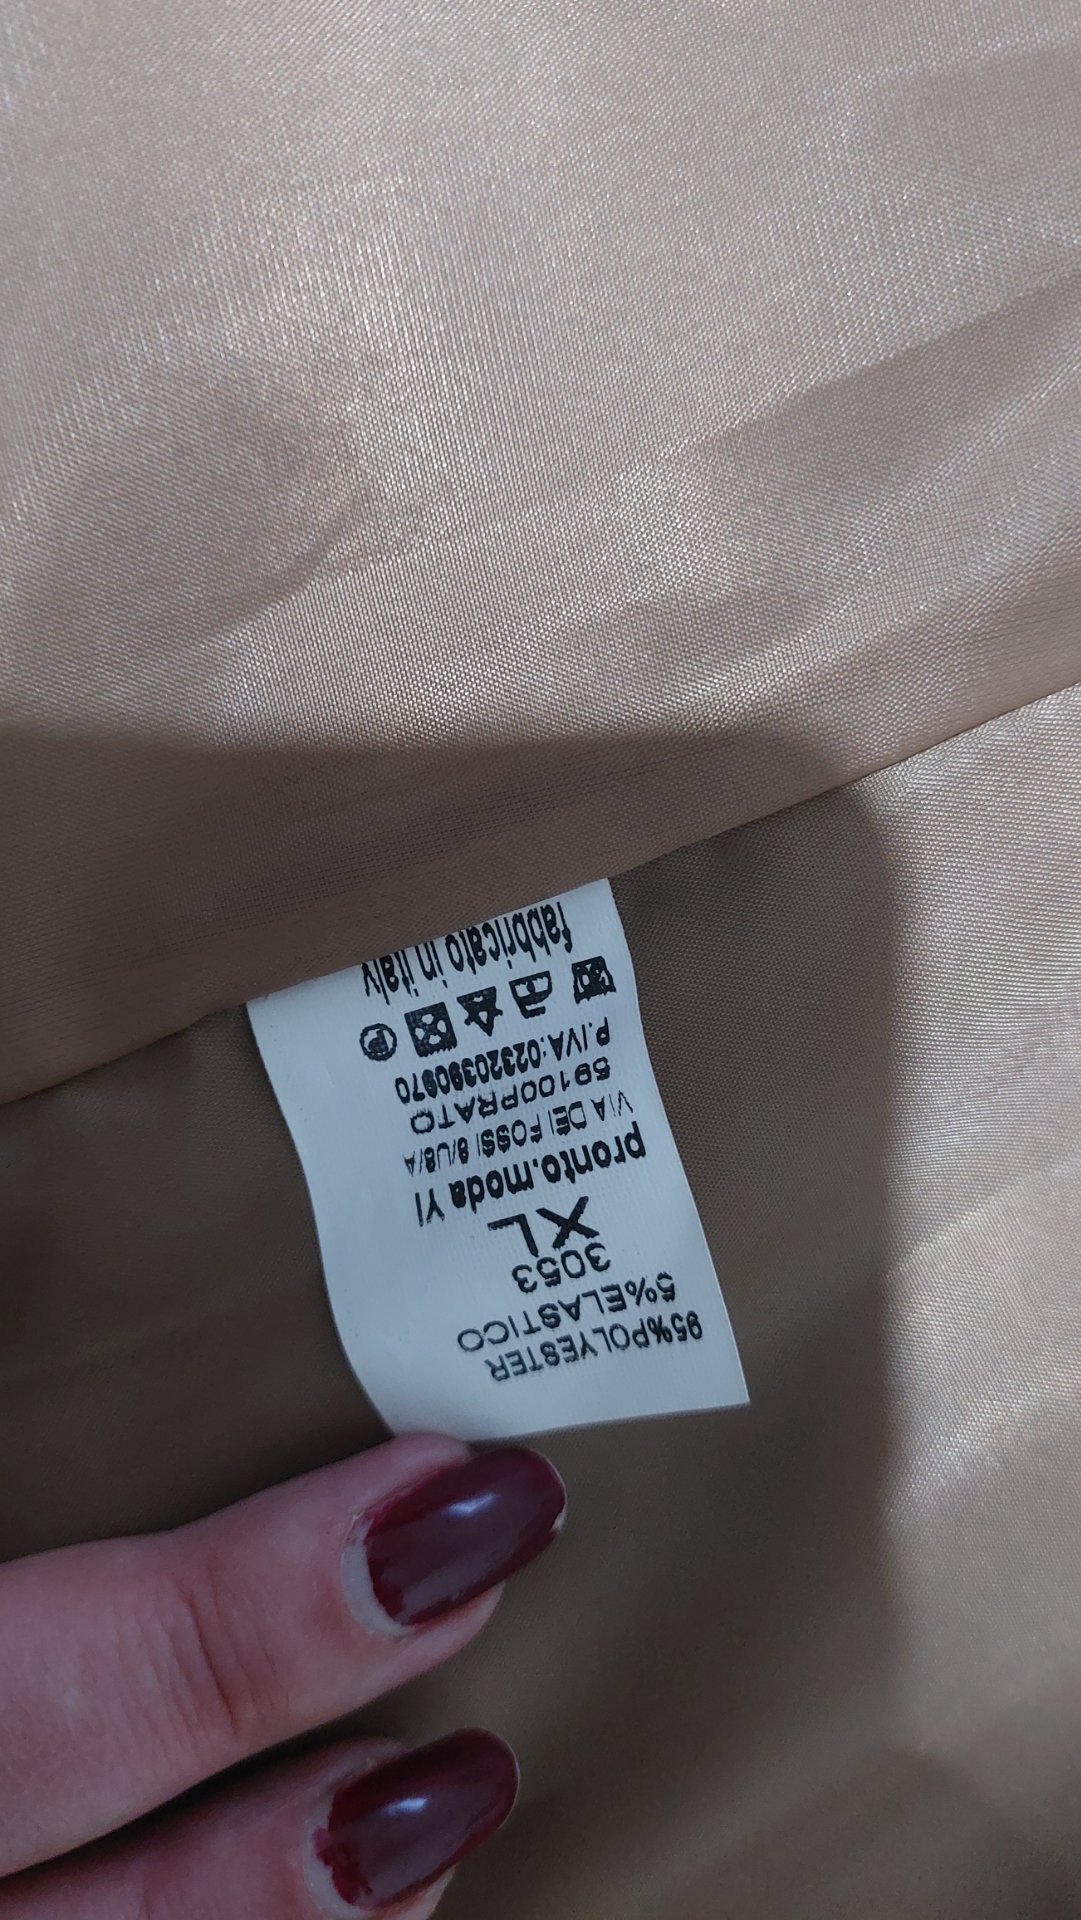 95%POLYESTER
5%ELASTICO
3053
XL
pronto.moda YI
VIA DEI FOSSI 8/U8/A
59100PRATO
P.IVA:02320390970
P
fabbricato in italy